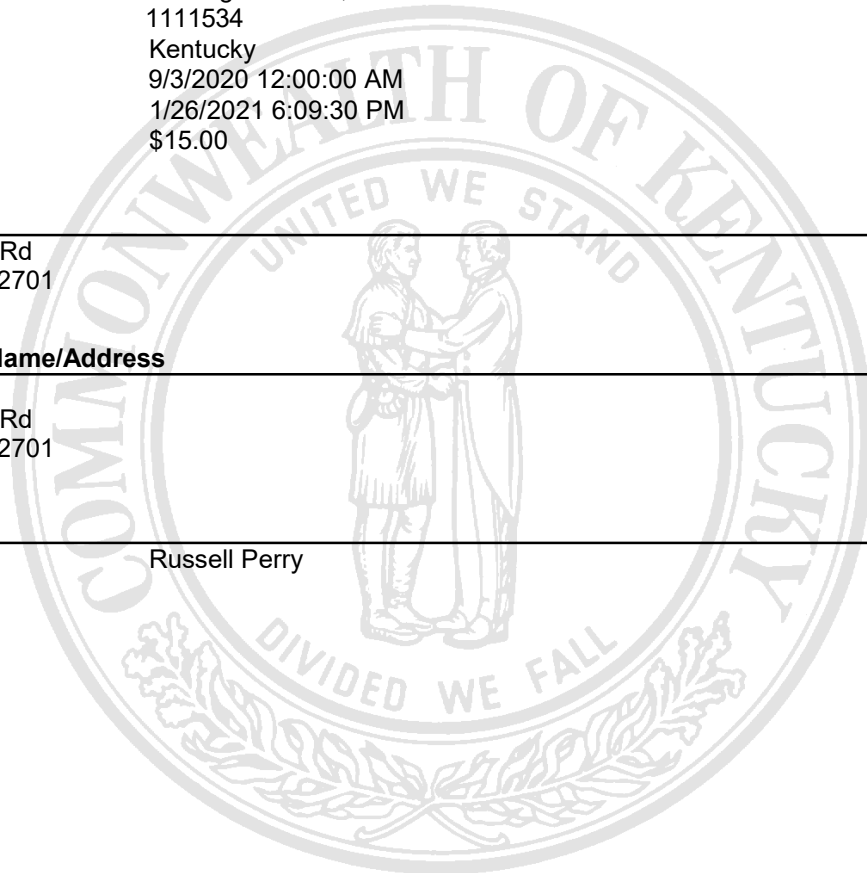 1111534
Kentucky
9/3/2020 12:00:00 AM
1/26/2021 6:09:30 PM
$15.00
Rd
2701
Name/Address
Rd
2701
Russell Perry
COMMONWEALTH OF KENTUCKY
UNITED WE STAND
DIVIDED WE FALL